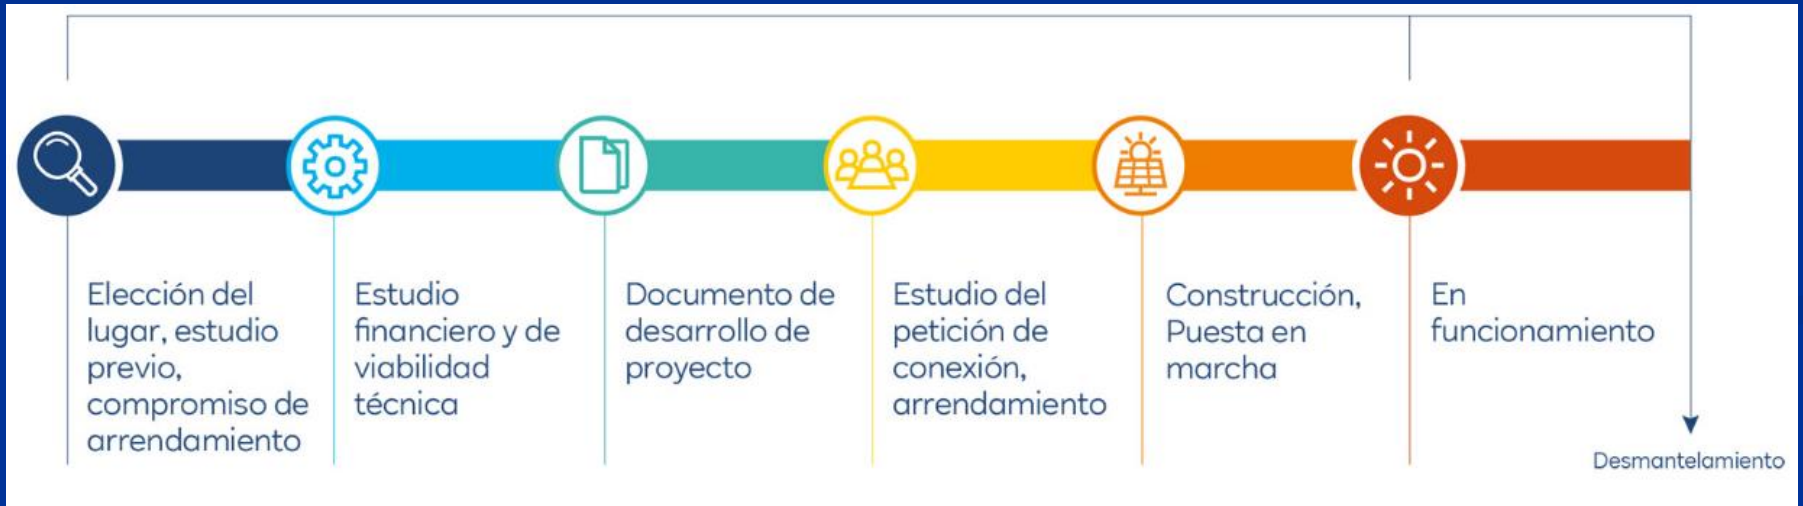 Elección del
lugar, estudio
previo,
compromiso de
arrendamiento
Estudio
financiero y de
viabilidad
técnica
Documento de
desarrollo de
proyecto
Estudio del
petición de
conexión,
arrendamiento
Construcción,
Puesta en
marcha
En
funcionamiento
Desmantelamiento